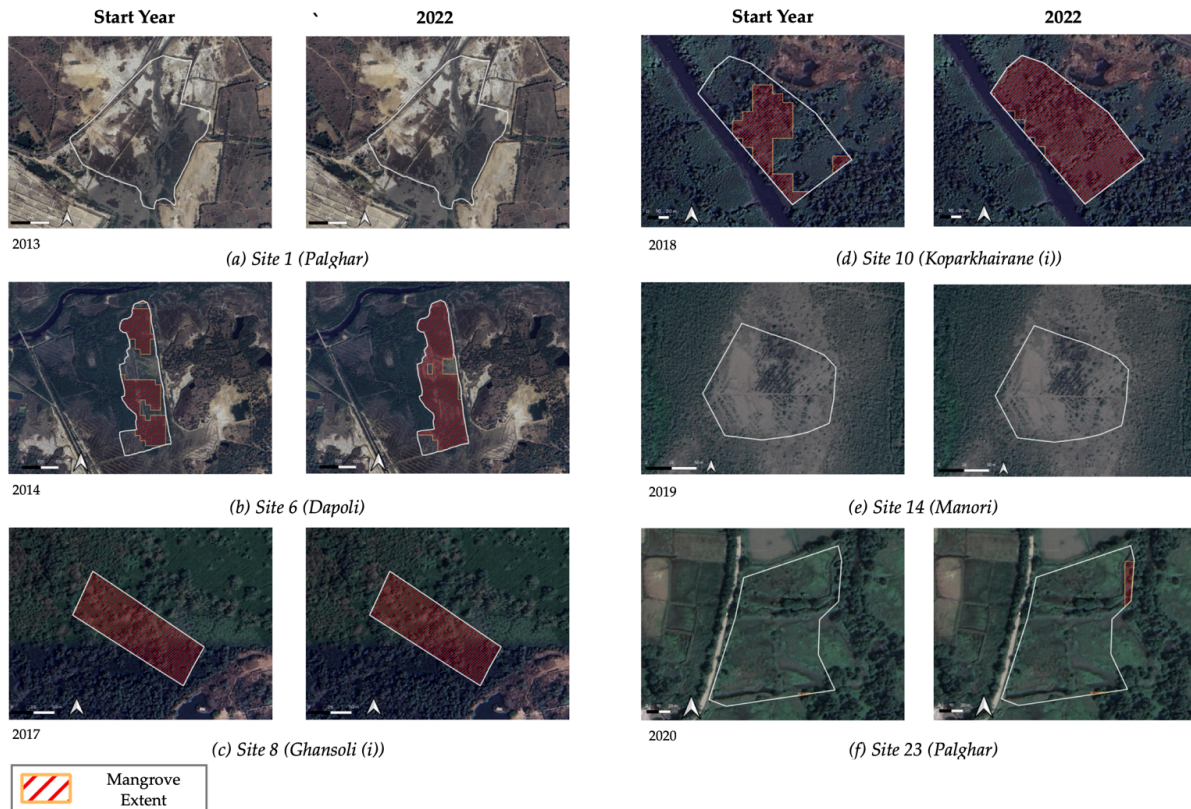 Start Year
` 2022
Start Year
2022
2013
(a) Site 1 (Palghar)
2018
(d) Site 10 (Koparkhairane (i))
2014
(b) Site 6 (Dapoli)
2019
(e) Site 14 (Manori)
2017
(c) Site 8 (Ghansoli (i))
2020
(f) Site 23 (Palghar)
Mangrove
Extent